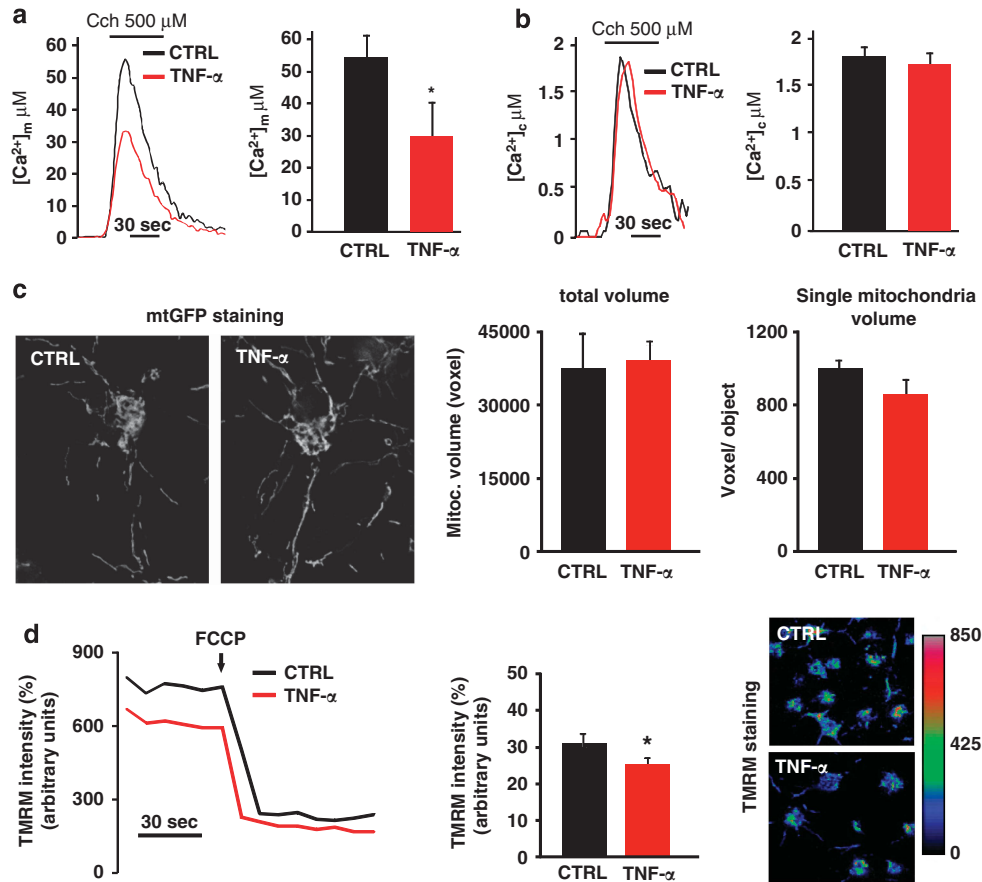 a
Cch 500 μM
CTRL
TNF-α
[Ca²⁺]m μM
60
50
40
30
20
10
0
30 sec
[Ca²⁺]m μM
60
50
40
30
20
10
0
*
CTRL
TNF-α
b
Cch 500 μM
CTRL
TNF-α
[Ca²⁺]c μM
2
1.5
1
0.5
0
30 sec
[Ca²⁺]c μM
2
1.5
1
0.5
0
CTRL
TNF-α
c
mtGFP staining
CTRL
TNF-α
total volume
Mitoc. volume (voxel)
45000
30000
15000
0
CTRL
TNF-α
Single mitochondria
volume
Voxel/ object
1200
800
400
0
CTRL
TNF-α
d
FCCP
CTRL
TNF-α
TMRM intensity (%)
(arbitrary units)
900
600
300
0
30 sec
TMRM intensity (%)
(arbitrary units)
50
40
30
20
10
0
*
CTRL
TNF-α
TMRM staining
CTRL
TNF-α
850
425
0